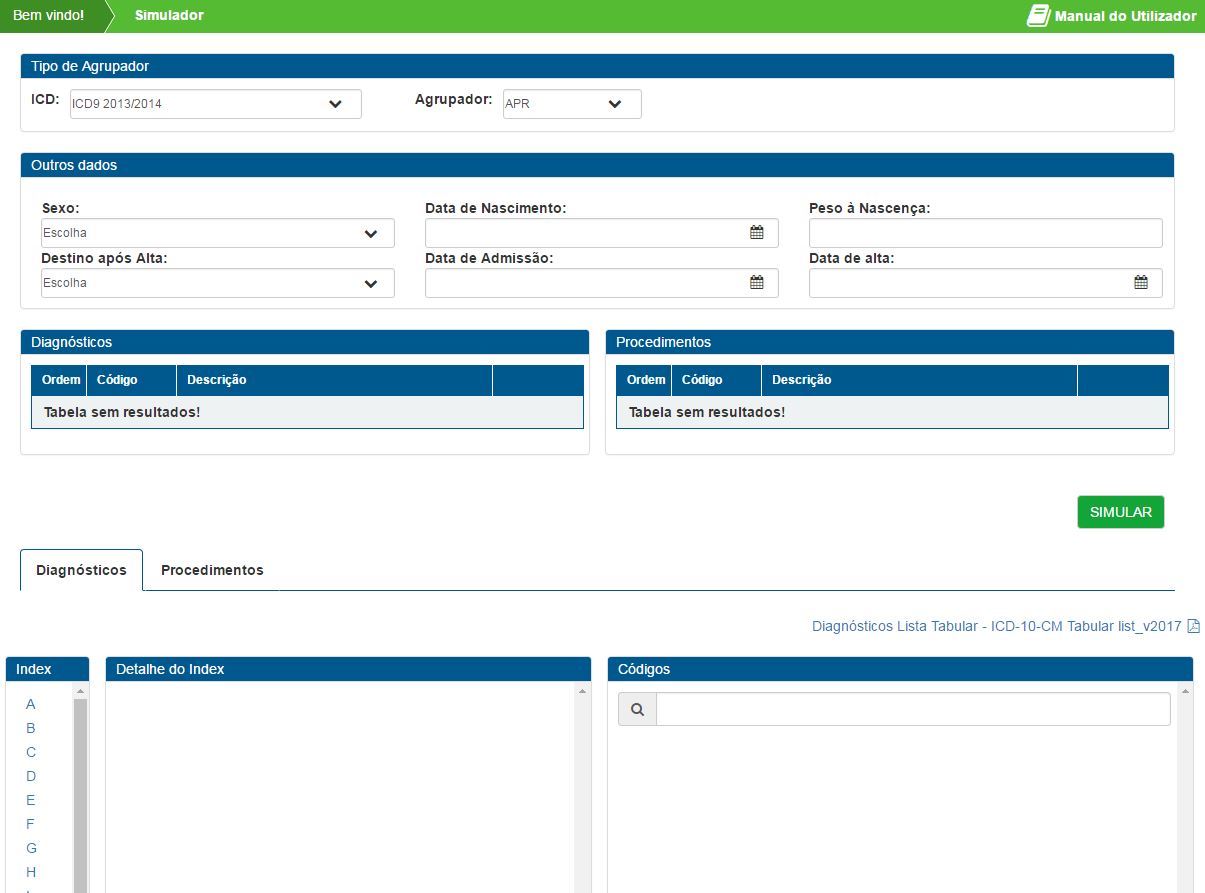 Bem vindo! Simulador Manual do Utilizador
Tipo de Agrupador
ICD: ICD9 2013/2014 Agrupador: APR
Outros dados
Sexo: Data de Nascimento: Peso à Nascença:
Escolha
Destino após Alta: Data de Admissão: Data de alta:
Escolha
Diagnósticos Procedimentos
Ordem Código Descrição Ordem Código Descrição
Tabela sem resultados! Tabela sem resultados!
SIMULAR
Diagnósticos Procedimentos
Diagnósticos Lista Tabular - ICD-10-CM Tabular list_v2017
Index Detalhe do Index Códigos
A
B
C
D
E
F
G
H